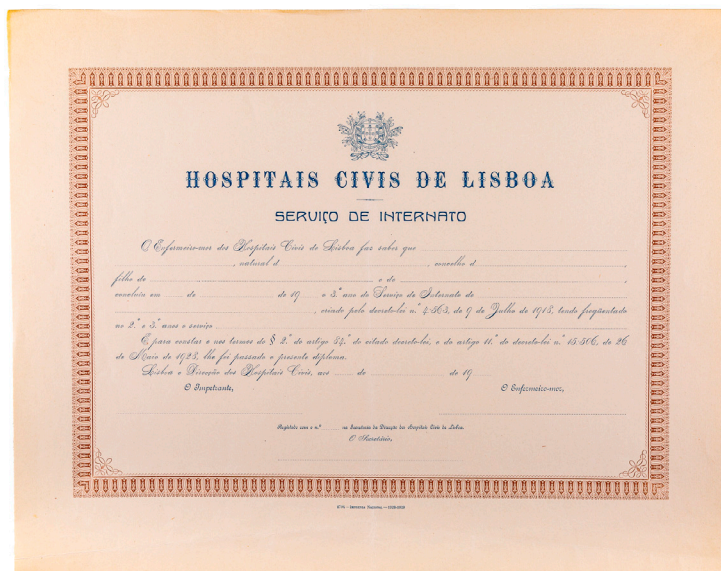 HOSPITAIS CIVIS DE LISBOA
SERVIÇO DE INTERNATO
O Enfermeiro-mor dos Hospitais Civis de Lisboa faz saber que
, natural d , concelho d ,
filho de e de ,
concluiu em de de 19 o 3.º ano do Serviço de Internato de
, criado pelo decreto-lei n.º 4:563, de 9 de Julho de 1918, tendo freqüentado
no 2.º e 3.º anos o serviço
E para constar e nos termos do § 2.º do artigo 54.º do citado decreto-lei, e do artigo 11.º do decreto-lei n.º 15:506, de 26
de Maio de 1928, lhe foi passado o presente diploma.
Lisboa e Direcção dos Hospitais Civis, aos de de 19
O Impetrante, O Enfermeiro-mor,
Registado com o n.º na Secretaria da Direcção dos Hospitais Civis de Lisboa.
O Secretário,
Imprensa Nacional